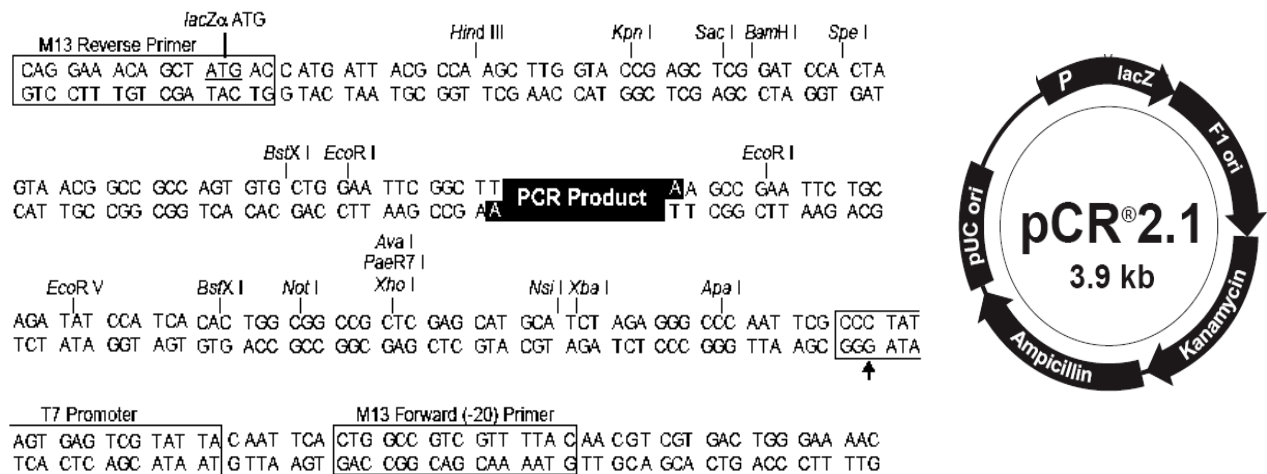 lacZα ATG
M13 Reverse Primer
Hind III Kpn I Sac I BamH I Spe I
CAG GAA ACA GCT ATG AC C ATG ATT ACG CCA AGC TTG GTA CCG AGC TCG GAT CCA CTA
GTC CTT TGT CGA TAC TG G TAC TAA TGC GGT TCG AAC CAT GGC TCG AGC CTA GGT GAT
BstX I EcoR I EcoR I
GTA ACG GCC GCC AGT GTG CTG GAA TTC GGC TT PCR Product A A GCC GAA TTC TGC
CAT TGC CGG CGG TCA CAC GAC CTT AAG CCG A A TT CGG CTT AAG ACG
Ava I
PaeR7 I
EcoR V BstX I Not I Xho I Nsi I Xba I Apa I
AGA TAT CCA TCA CAC TGG CGG CCG CTC GAG CAT GCA TCT AGA GGG CCC AAT TCG CCC TAT
TCT ATA GGT AGT GTG ACC GCC GGC GAG CTC GTA CGT AGA TCT CCC GGG TTA AGC GGG ATA
T7 Promoter M13 Forward (-20) Primer
AGT GAG TCG TAT TA C AAT TCA CTG GCC GTC GTT TTA C AA CGT CGT GAC TGG GAA AAC
TCA CTC AGC ATA AT G TTA AGT GAC CGG CAG CAA AAT G TT GCA GCA CTG ACC CTT TTG
P lacZ
F1 ori
Kanamycin
Ampicillin
pUC ori
pCR®2.1
3.9 kb